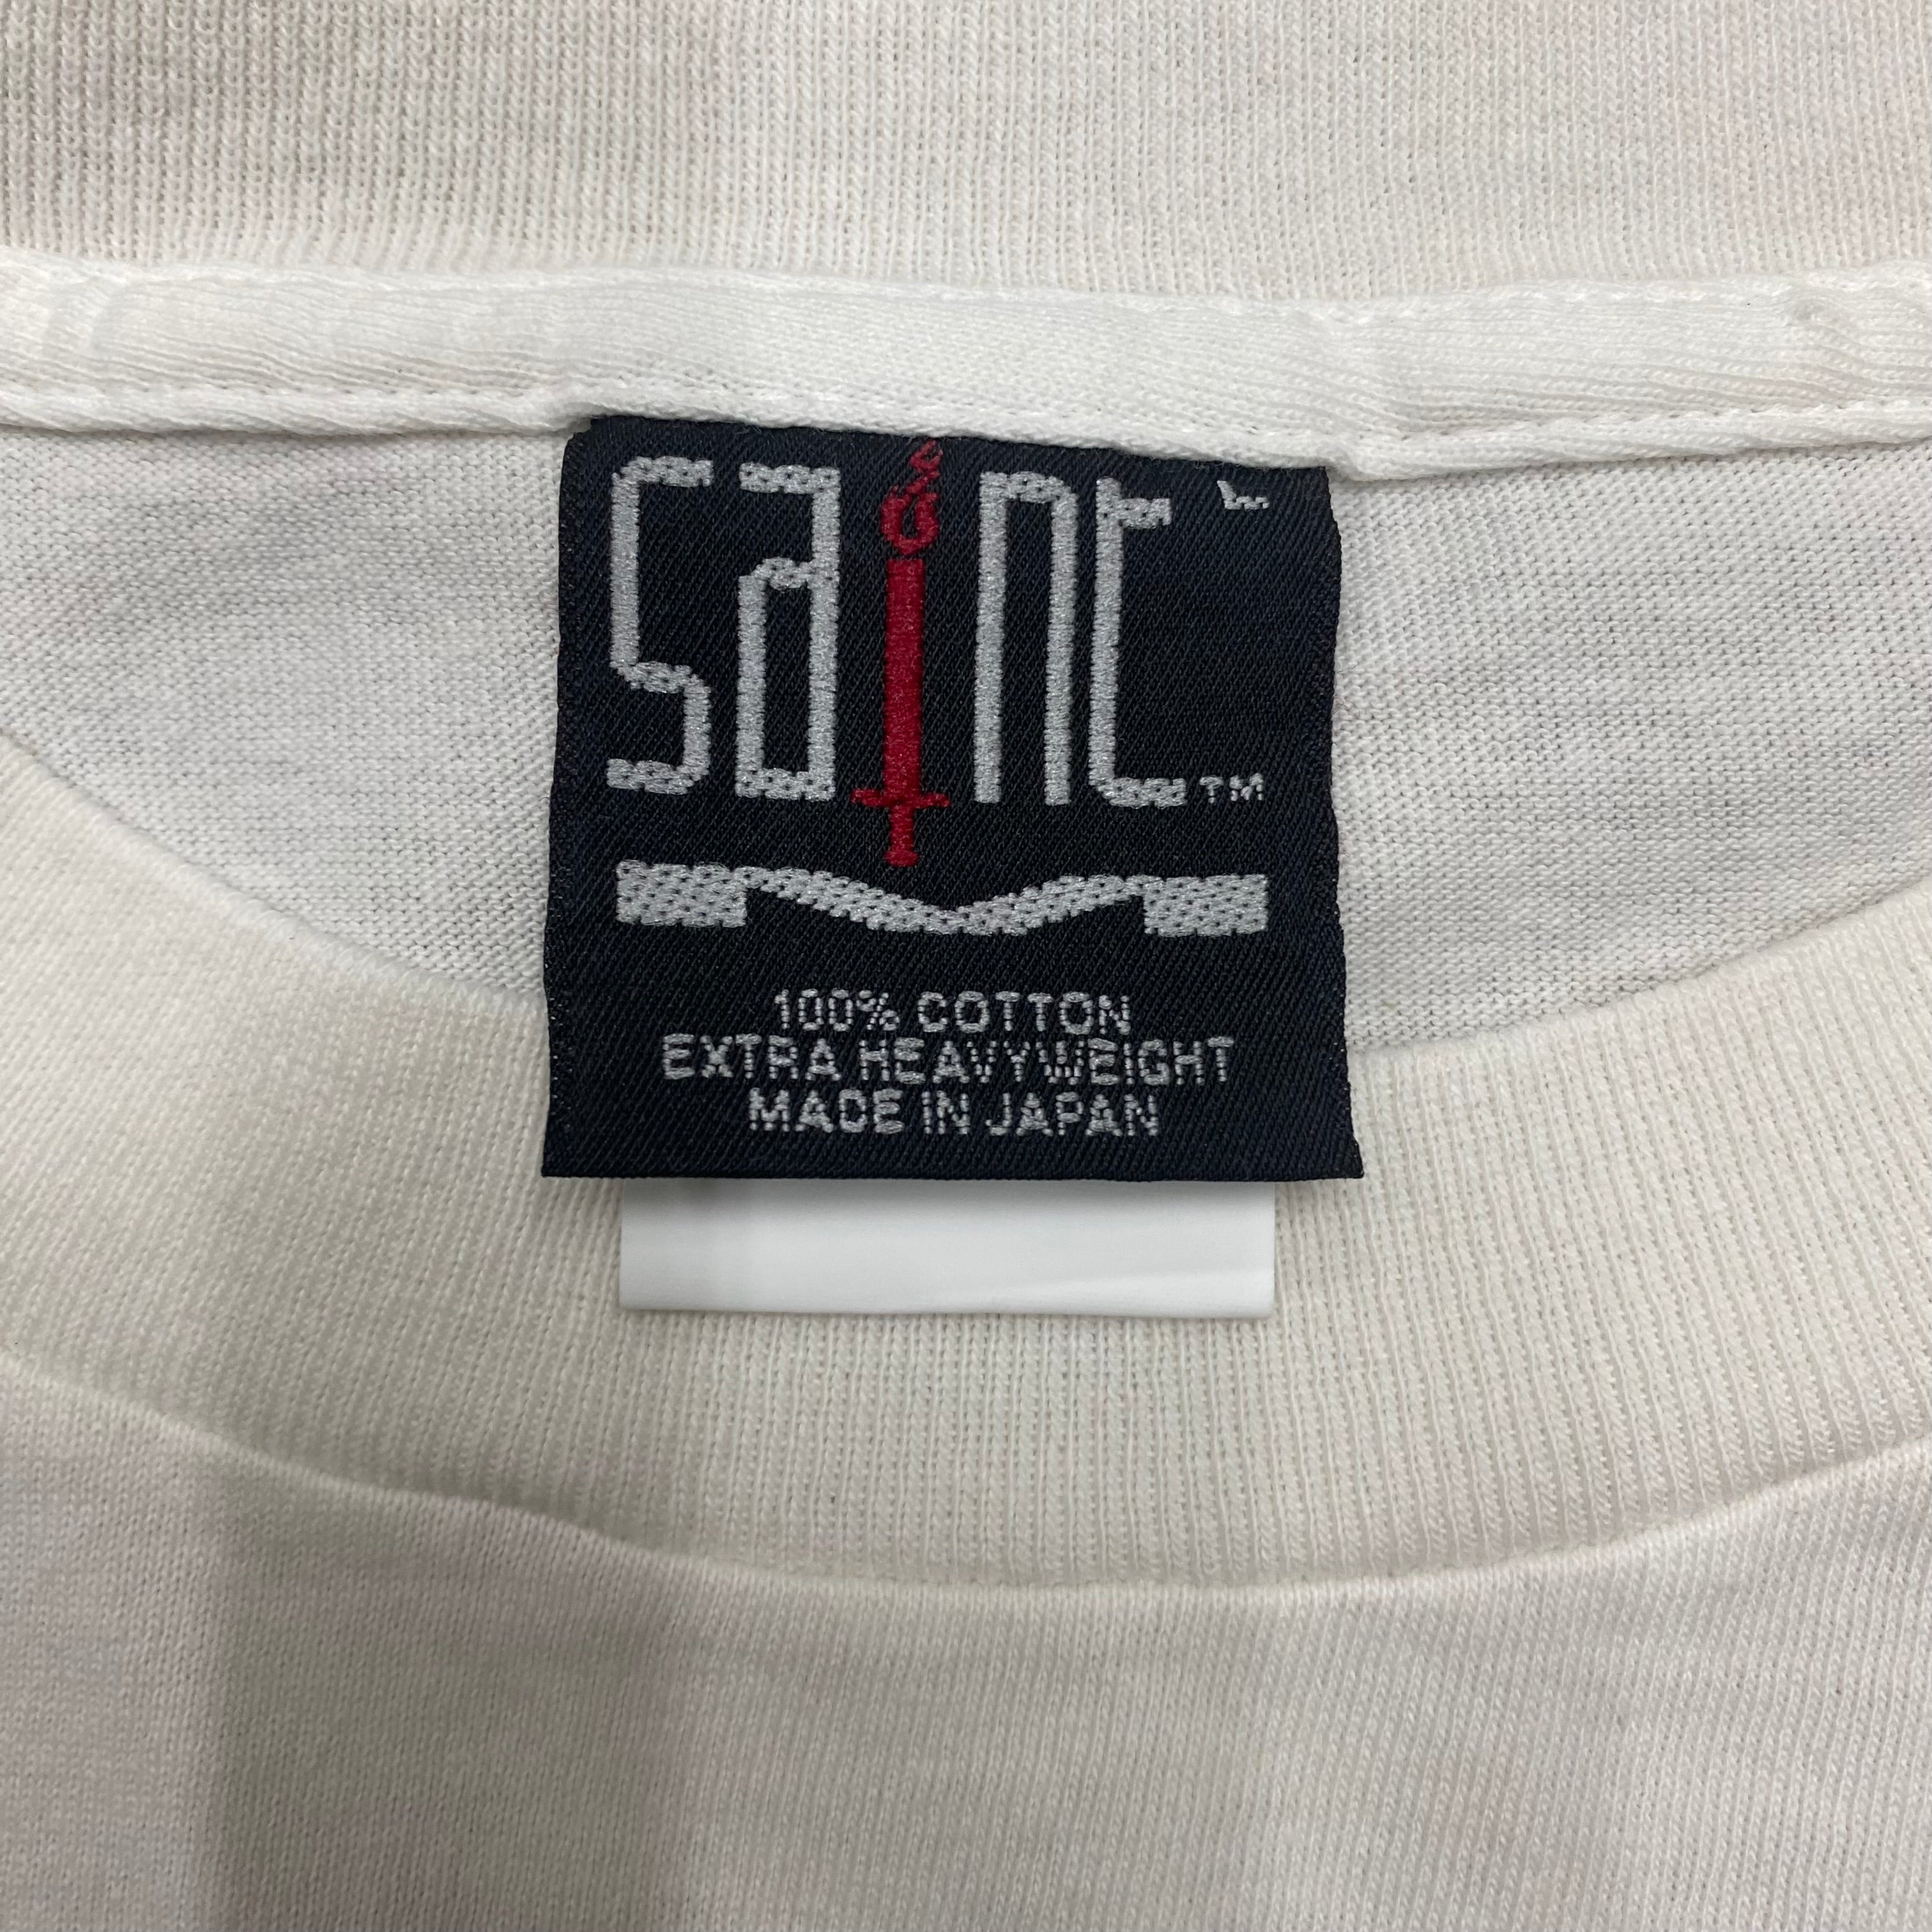 saint L
™
100% COTTON
EXTRA HEAVYWEIGHT
MADE IN JAPAN